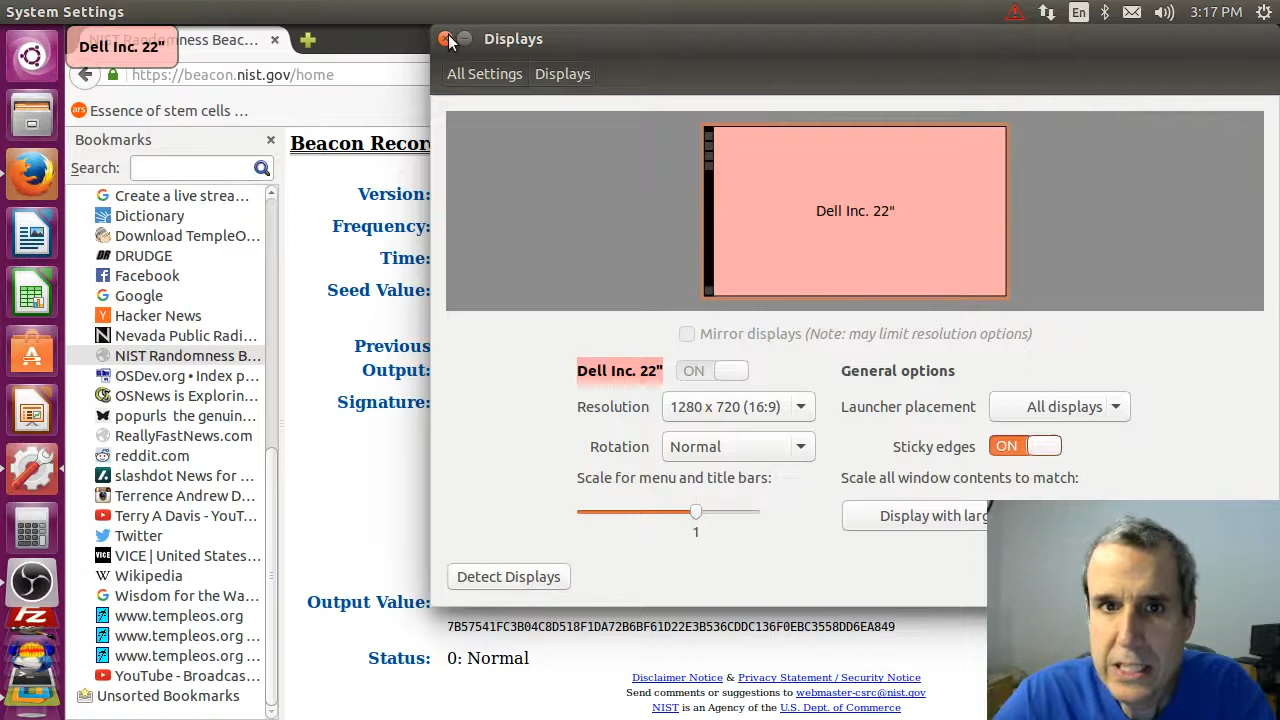 System Settings
En
3:17 PM
Dell Inc. 22"
mness Beac...
Displays
https://beacon.nist.gov/home
All Settings
Displays
ars Essence of stem cells ...
Bookmarks
Search:
Create a live strea...
Dictionary
Download TempleO...
DR DRUDGE
Facebook
Google
Hacker News
Nevada Public Radi...
NIST Randomness B...
OSDev.org • Index p...
OSNews is Explorin...
popurls the genuin...
ReallyFastNews.com
reddit.com
slashdot News for ...
Terrence Andrew D...
Terry A Davis - YouT...
Twitter
VICE | United States...
Wikipedia
Wisdom for the Wa...
www.templeos.org
www.templeos.org ...
www.templeos.org ...
YouTube - Broadcas...
Unsorted Bookmarks
Beacon Recor
Version:
Frequency:
Time:
Seed Value:
Previous
Output:
Signature:
Output Value:
7B57541FC3B04C8D518F1DA72B6BF61D22E3B536CDDC136F0EBC3558DD6EA849
Status: 0: Normal
Disclaimer Notice & Privacy Statement / Security Notice
Send comments or suggestions to webmaster-csrc@nist.gov
NIST is an Agency of the U.S. Dept. of Commerce
Dell Inc. 22"
Mirror displays (Note: may limit resolution options)
Dell Inc. 22" ON
Resolution 1280 x 720 (16:9)
Rotation Normal
Scale for menu and title bars:
1
Detect Displays
General options
Launcher placement All displays
Sticky edges ON
Scale all window contents to match:
Display with larg